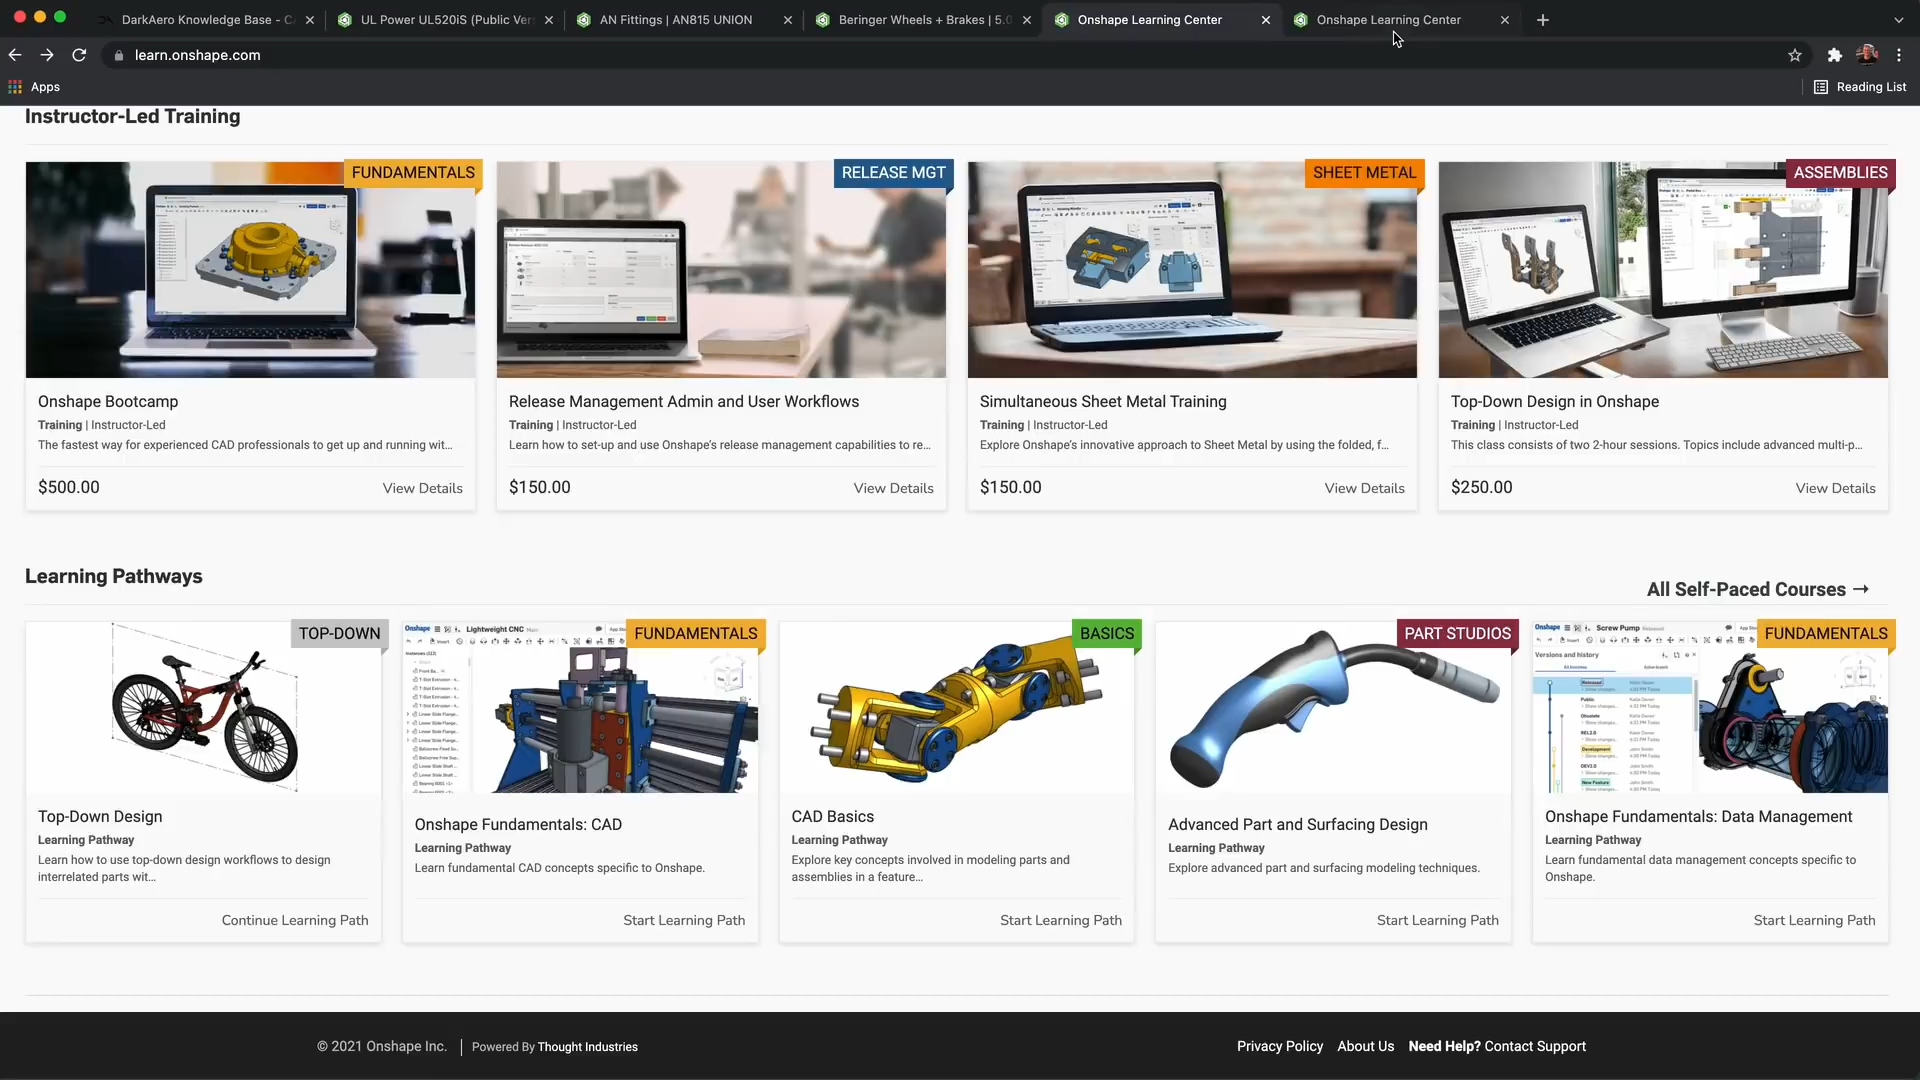 DarkAero Knowledge Base - C
UL Power UL520iS (Public Ver
AN Fittings | AN815 UNION
Beringer Wheels + Brakes | 5.0
Onshape Learning Center
Onshape Learning Center
learn.onshape.com
Apps
Reading List
Instructor-Led Training
FUNDAMENTALS
RELEASE MGT
SHEET METAL
ASSEMBLIES
Onshape Bootcamp
Training | Instructor-Led
The fastest way for experienced CAD professionals to get up and running wit...
$500.00
View Details
Release Management Admin and User Workflows
Training | Instructor-Led
Learn how to set-up and use Onshape's release management capabilities to re...
$150.00
View Details
Simultaneous Sheet Metal Training
Training | Instructor-Led
Explore Onshape's innovative approach to Sheet Metal by using the folded, f...
$150.00
View Details
Top-Down Design in Onshape
Training | Instructor-Led
This class consists of two 2-hour sessions. Topics include advanced multi-p...
$250.00
View Details
Learning Pathways
All Self-Paced Courses →
TOP-DOWN
Top-Down Design
Learning Pathway
Learn how to use top-down design workflows to design
interrelated parts wit...
Continue Learning Path
Onshape
Lightweight CNC
FUNDAMENTALS
Onshape Fundamentals: CAD
Learning Pathway
Learn fundamental CAD concepts specific to Onshape.
Start Learning Path
BASICS
CAD Basics
Learning Pathway
Explore key concepts involved in modeling parts and
assemblies in a feature...
Start Learning Path
PART STUDIOS
Advanced Part and Surfacing Design
Learning Pathway
Explore advanced part and surfacing modeling techniques.
Start Learning Path
Onshape
Screw Pump
FUNDAMENTALS
Versions and history
Onshape Fundamentals: Data Management
Learning Pathway
Learn fundamental data management concepts specific to
Onshape.
Start Learning Path
© 2021 Onshape Inc. | Powered By Thought Industries
Privacy Policy About Us Need Help? Contact Support